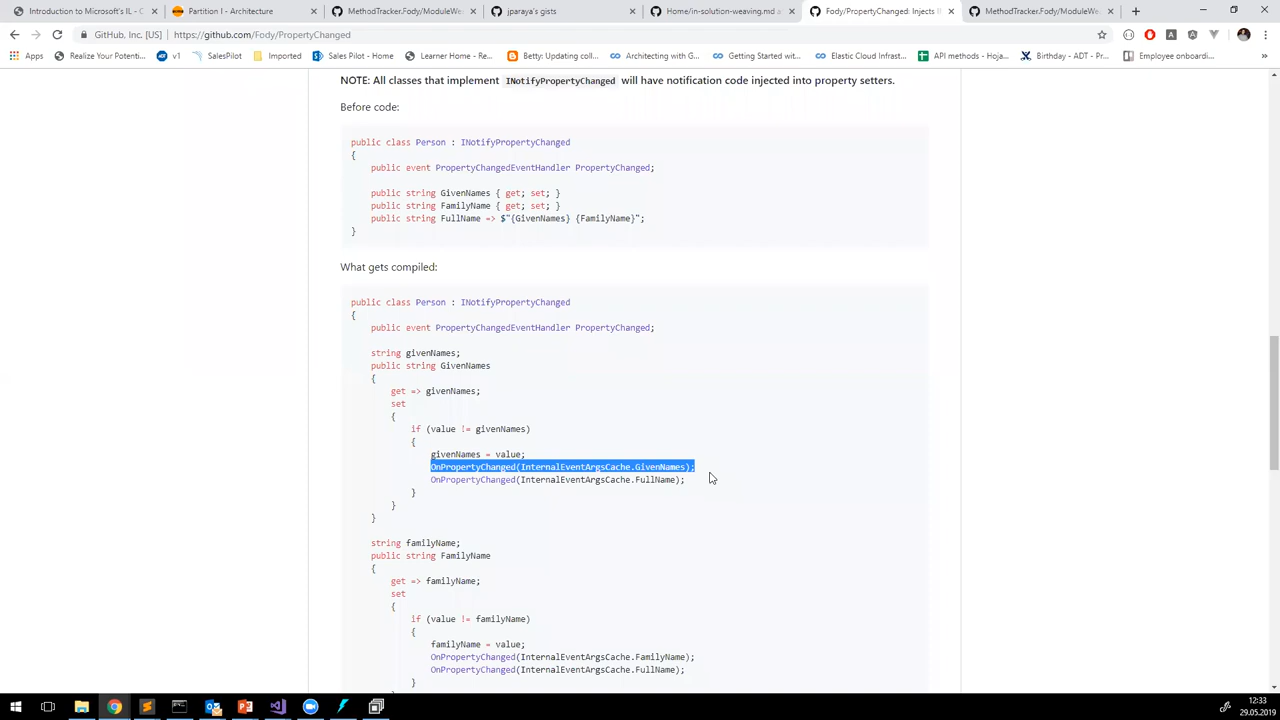 Introduction to Microsoft's IL - C
Partition I - Architecture
MethodTracker.Fody/ModuleWea
jparaya's gists
Home/in-solution-weaving.md a
Fody/PropertyChanged: Injects I
MethodTracker.Fody/ModuleWea
GitHub, Inc. [US]
https://github.com/Fody/PropertyChanged
Apps
Realize Your Potenti...
v1
SalesPilot
Imported
Sales Pilot - Home
Learner Home - Re...
Betty: Updating coll...
Architecting with G...
Getting Started wit...
Elastic Cloud Infrast...
API methods - Hoja...
Birthday - ADT - Pr...
Employee onboardi...
NOTE: All classes that implement INotifyPropertyChanged will have notification code injected into property setters.
Before code:
public class Person : INotifyPropertyChanged
{
public event PropertyChangedEventHandler PropertyChanged;
public string GivenNames { get; set; }
public string FamilyName { get; set; }
public string FullName => $"{GivenNames} {FamilyName}";
}
What gets compiled:
public class Person : INotifyPropertyChanged
{
public event PropertyChangedEventHandler PropertyChanged;
string givenNames;
public string GivenNames
{
get => givenNames;
set
{
if (value != givenNames)
{
givenNames = value;
OnPropertyChanged(InternalEventArgsCache.GivenNames);
OnPropertyChanged(InternalEventArgsCache.FullName);
}
}
}
string familyName;
public string FamilyName
{
get => familyName;
set
{
if (value != familyName)
{
familyName = value;
OnPropertyChanged(InternalEventArgsCache.FamilyName);
OnPropertyChanged(InternalEventArgsCache.FullName);
}
}
12:33
29.05.2019